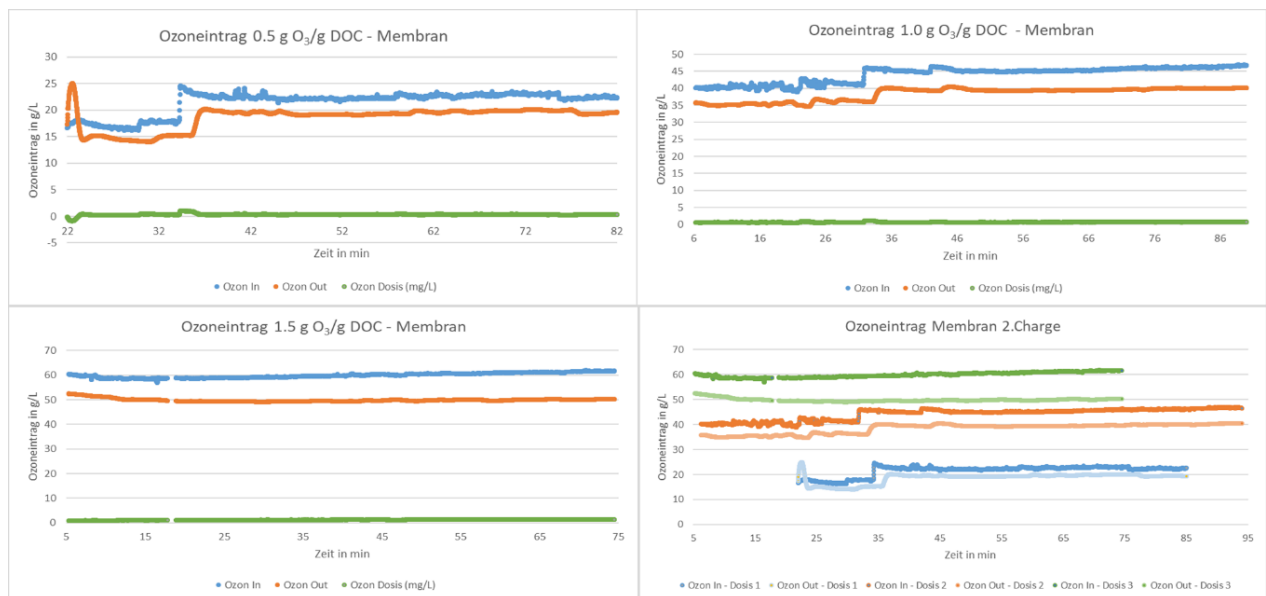 Ozoneintrag 0.5 g O₃/g DOC - Membran
Ozoneintrag in g/L
30
25
20
15
10
5
0
-5
22 32 42 52 62 72 82
Zeit in min
Ozon In Ozon Out Ozon Dosis (mg/L)
Ozoneintrag 1.0 g O₃/g DOC - Membran
Ozoneintrag in g/L
50
45
40
35
30
25
20
15
10
5
0
6 16 26 36 46 56 66 76 86
Zeit in min
Ozon In Ozon Out Ozon Dosis (mg/L)
Ozoneintrag 1.5 g O₃/g DOC - Membran
Ozoneintrag in g/L
70
60
50
40
30
20
10
0
5 15 25 35 45 55 65 75
Zeit in min
Ozon In Ozon Out Ozon Dosis (mg/L)
Ozoneintrag Membran 2.Charge
Ozoneintrag in g/L
70
60
50
40
30
20
10
0
5 15 25 35 45 55 65 75 85 95
Zeit in min
Ozon In - Dosis 1 Ozon Out - Dosis 1 Ozon In - Dosis 2 Ozon Out - Dosis 2 Ozon In - Dosis 3 Ozon Out - Dosis 3